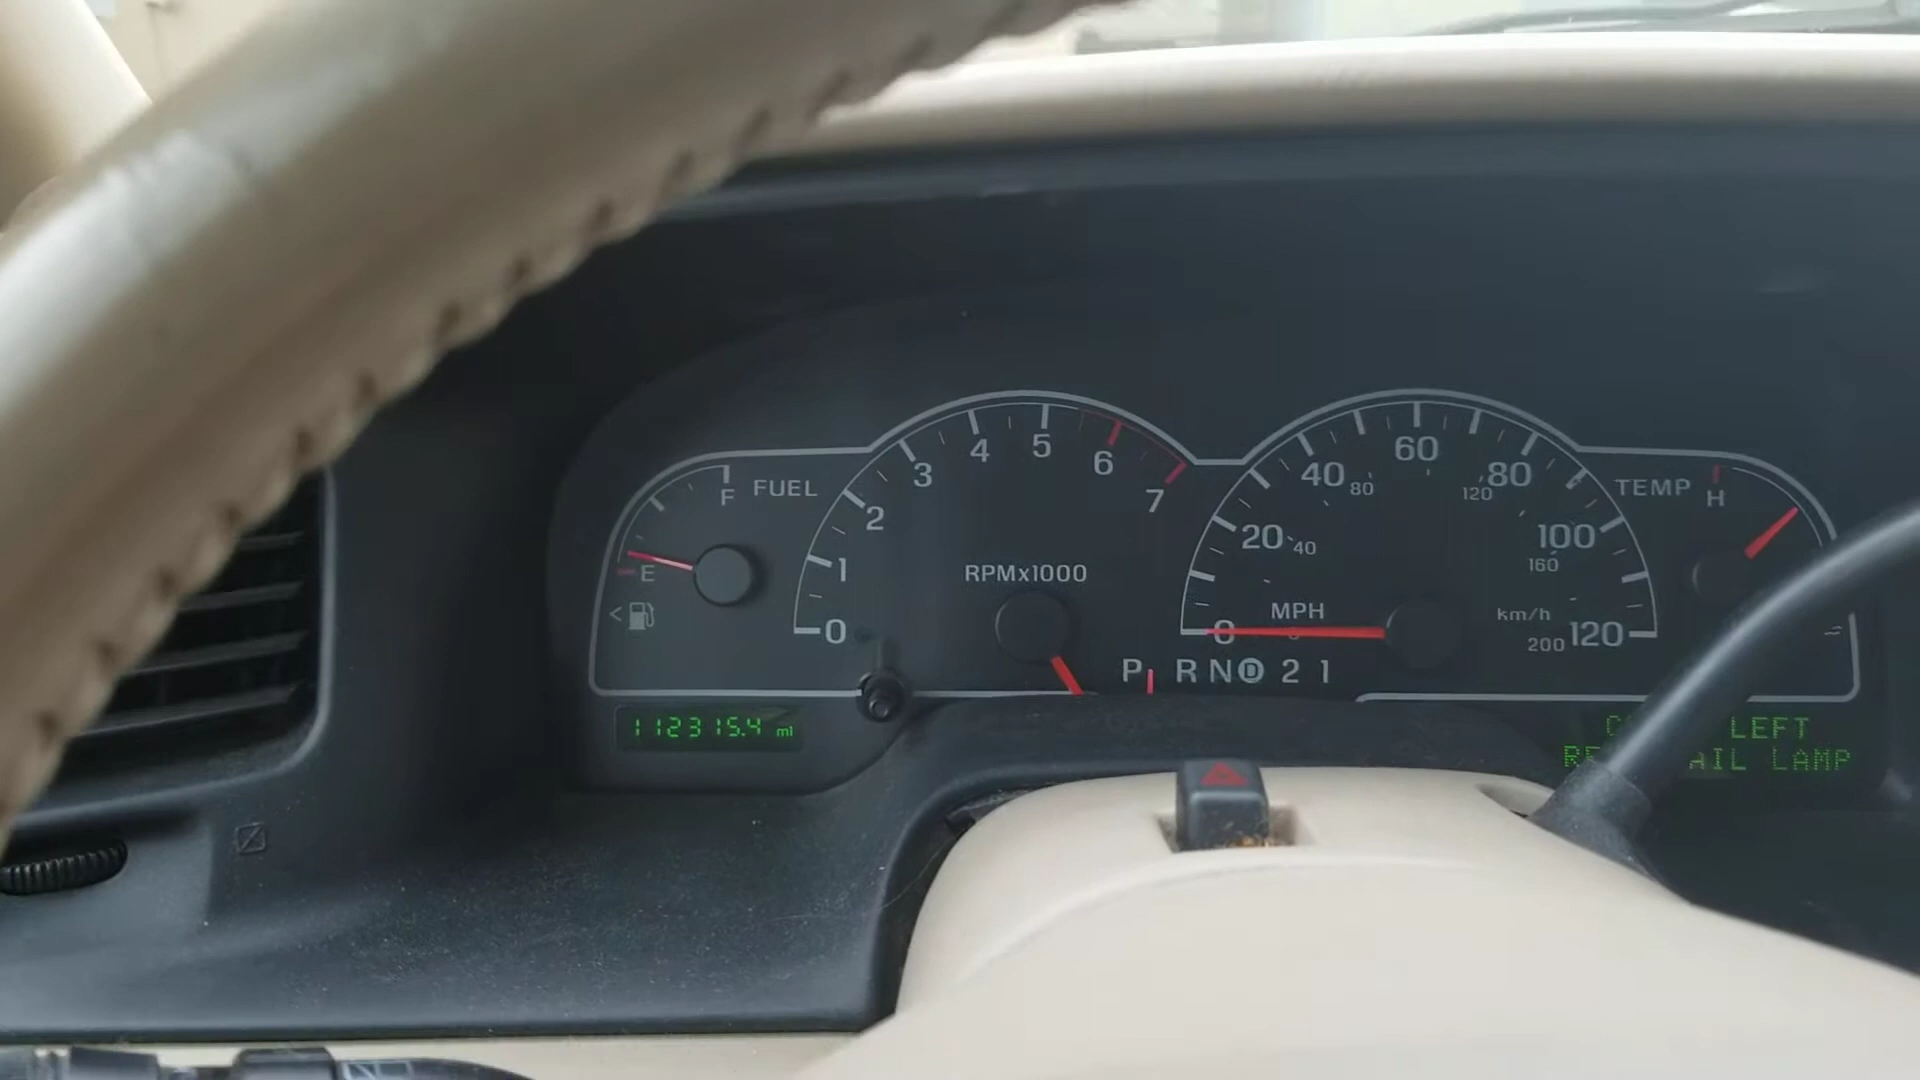 F FUEL
E
0 1 2 3 4 5 6 7
RPMx1000
0 20 40 60 80 100 120
40 80 120 160 200
MPH
km/h
TEMP H
P R N D 2 1
112315.4 mi
LEFT
LAMP